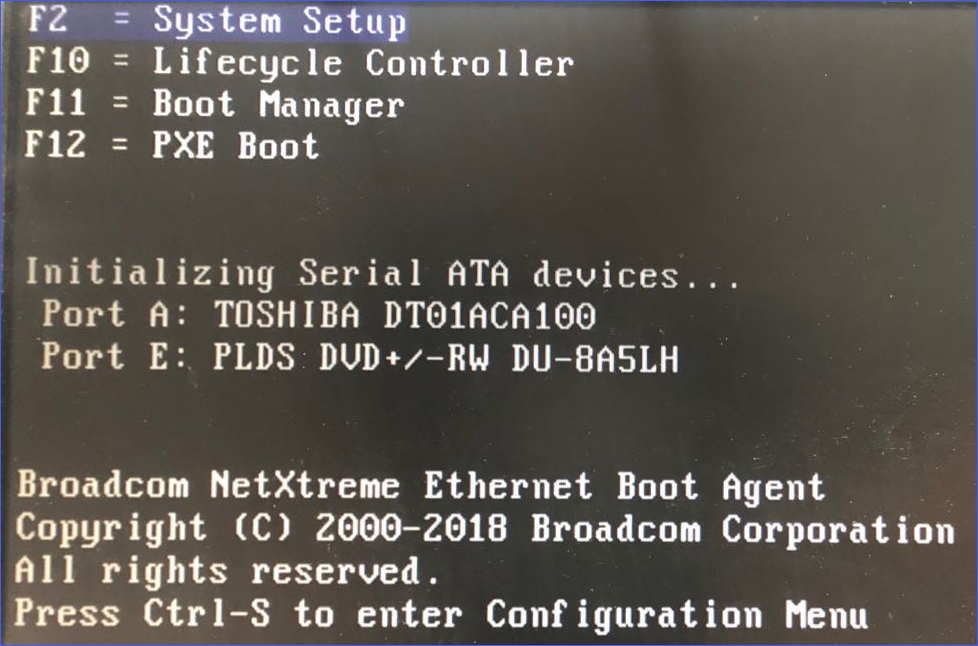 F2 = System Setup
F10 = Lifecycle Controller
F11 = Boot Manager
F12 = PXE Boot
Initializing Serial ATA devices...
Port A: TOSHIBA DT01ACA100
Port E: PLDS DVD+/-RW DU-8A5LH
Broadcom NetXtreme Ethernet Boot Agent
Copyright (C) 2000-2018 Broadcom Corporation
All rights reserved.
Press Ctrl-S to enter Configuration Menu